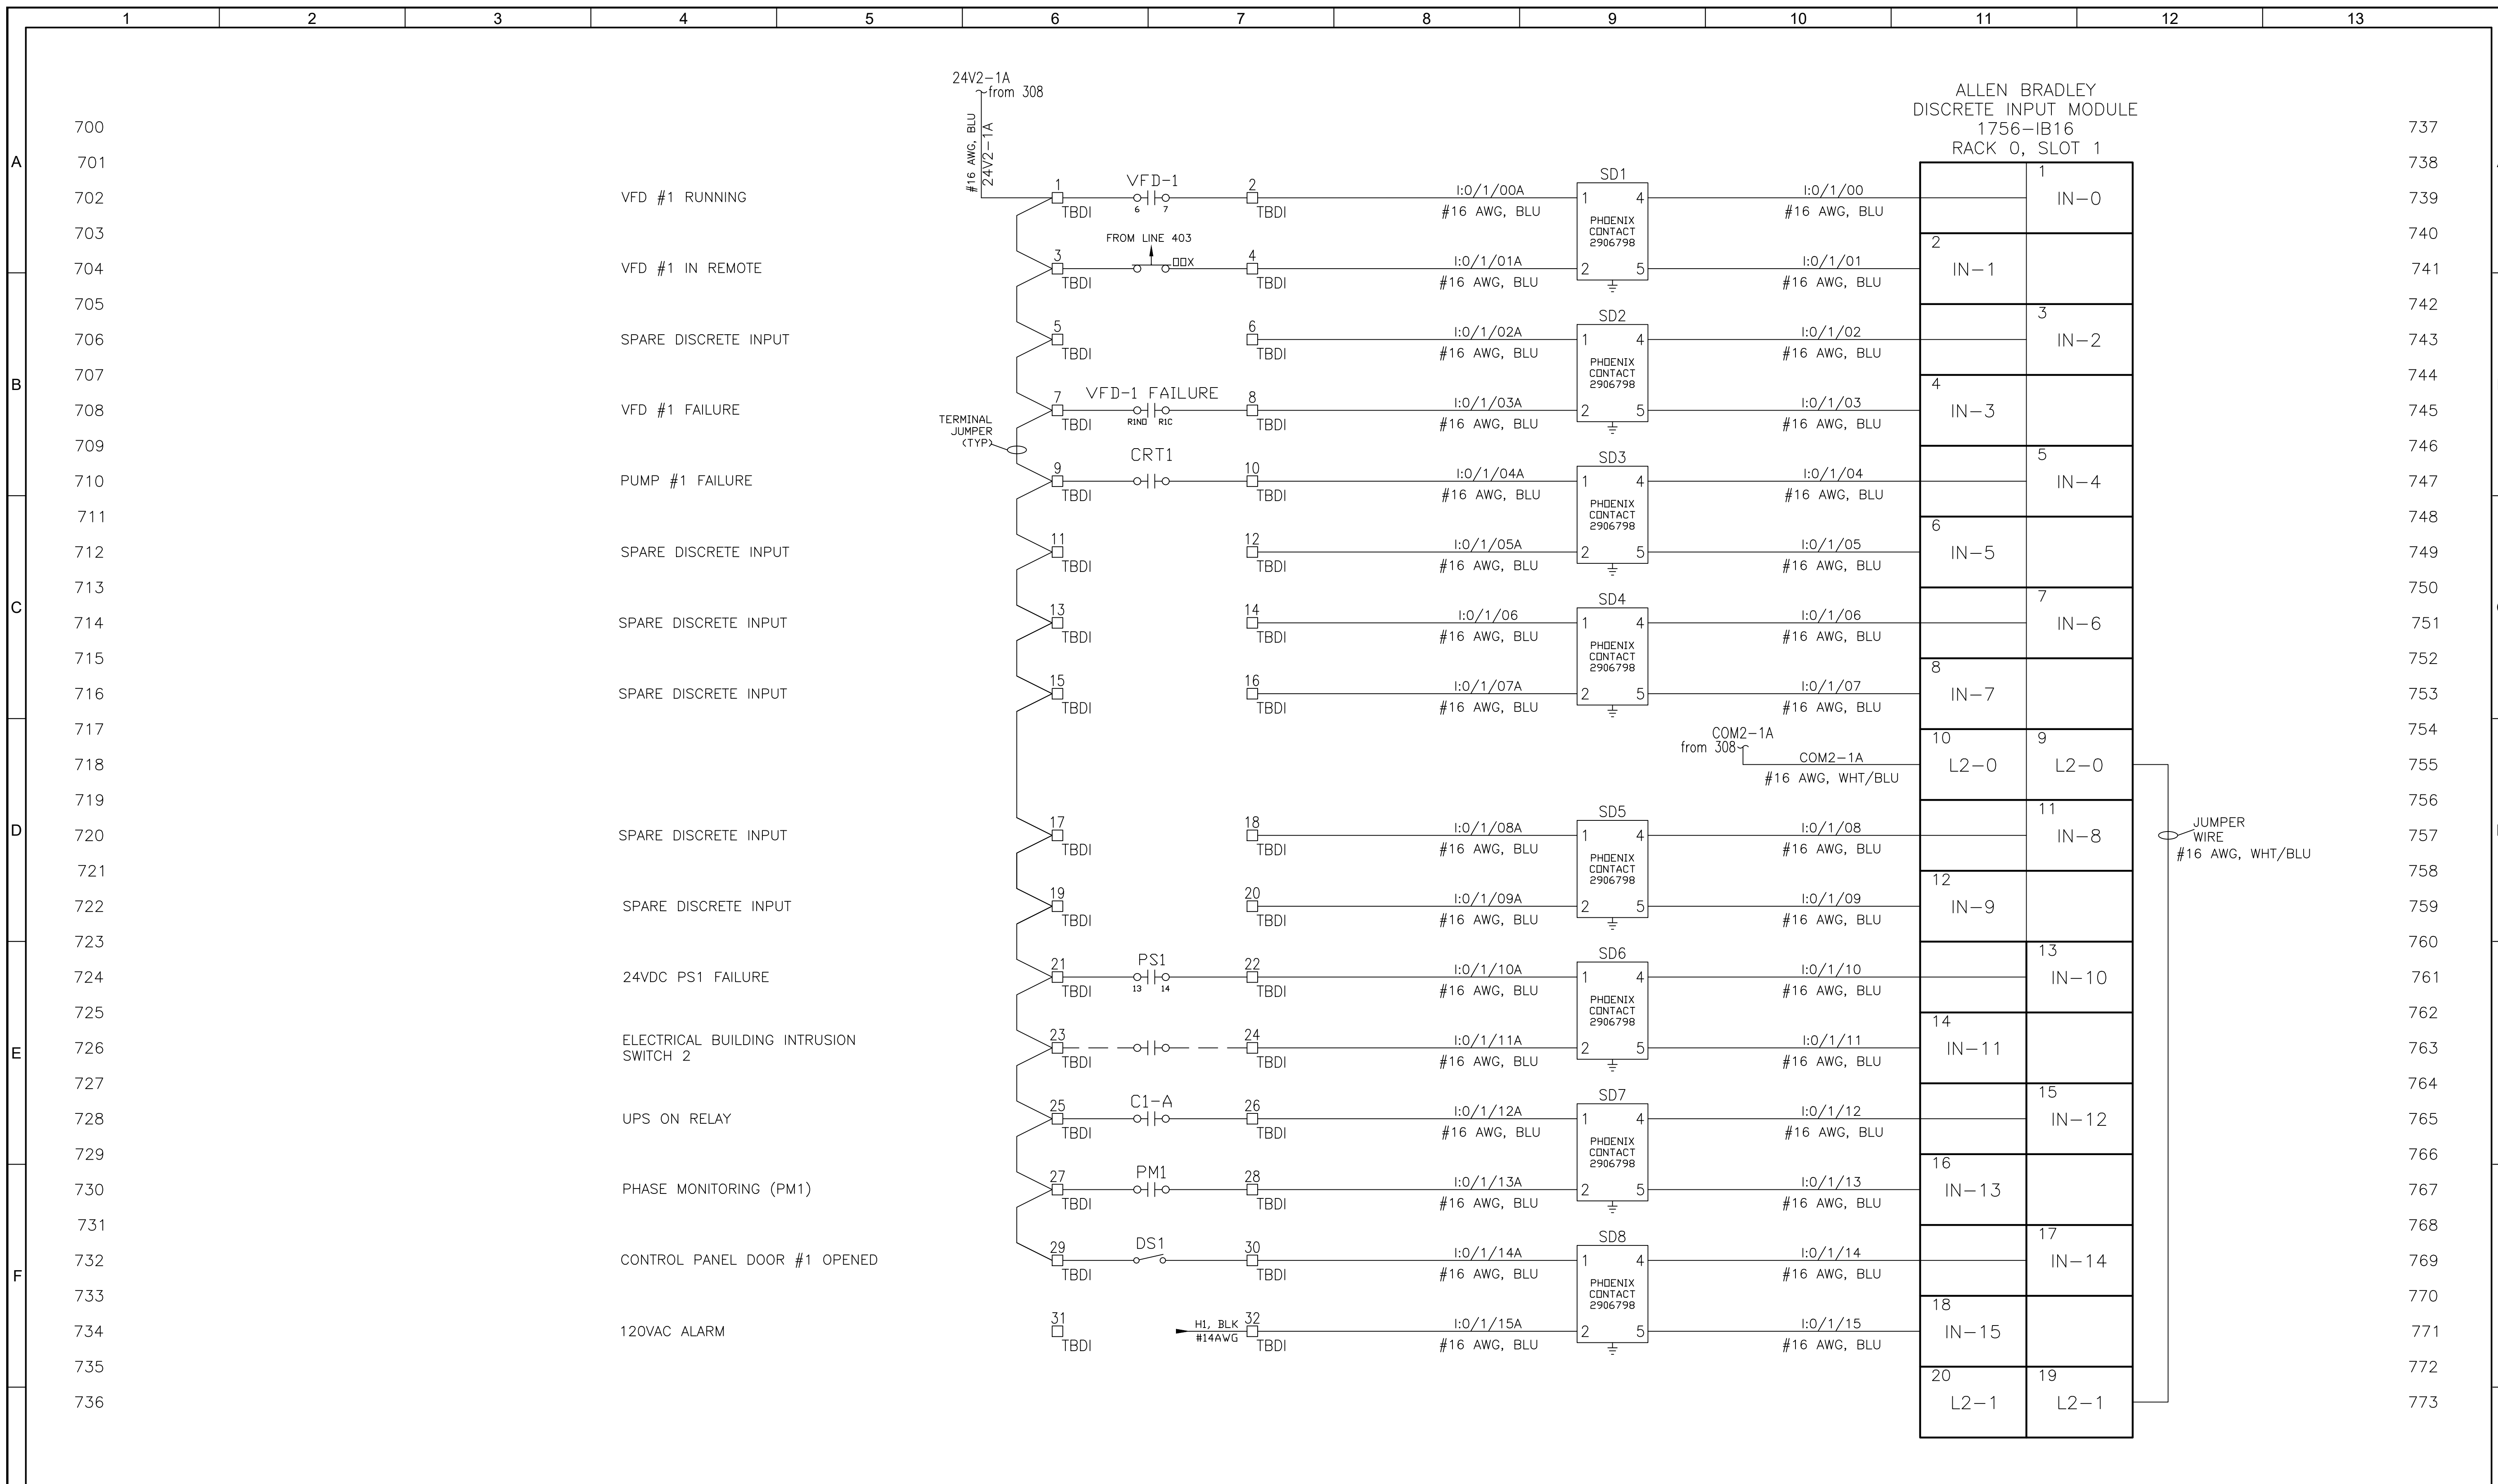 1 2 3 4 5 6 7 8 9 10 11 12 13
24V2-1A
from 308
#16 AWG, BLU
24V2-1A
ALLEN BRADLEY
DISCRETE INPUT MODULE
1756-IB16
RACK 0, SLOT 1
700 737
A
701 738
SD1 1
702 VFD #1 RUNNING 1 TBDI VFD-1 6 7 2 TBDI I:0/1/00A #16 AWG, BLU 1 4 I:0/1/00 #16 AWG, BLU IN-0 739
PHOENIX
CONTACT
2906798
703 FROM LINE 403 2 740
704 VFD #1 IN REMOTE 3 TBDI OOX 4 TBDI I:0/1/01A #16 AWG, BLU 2 5 I:0/1/01 #16 AWG, BLU IN-1 741
705 742
SD2 3
706 SPARE DISCRETE INPUT 5 TBDI 6 TBDI I:0/1/02A #16 AWG, BLU 1 4 I:0/1/02 #16 AWG, BLU IN-2 743
PHOENIX
CONTACT
2906798
B
707 4 744
708 VFD #1 FAILURE 7 TBDI VFD-1 FAILURE R1NO R1C 8 TBDI I:0/1/03A #16 AWG, BLU 2 5 I:0/1/03 #16 AWG, BLU IN-3 745
TERMINAL
JUMPER
(TYP)
709 746
SD3 5
710 PUMP #1 FAILURE 9 TBDI CRT1 10 TBDI I:0/1/04A #16 AWG, BLU 1 4 I:0/1/04 #16 AWG, BLU IN-4 747
PHOENIX
CONTACT
2906798
711 6 748
712 SPARE DISCRETE INPUT 11 TBDI 12 TBDI I:0/1/05A #16 AWG, BLU 2 5 I:0/1/05 #16 AWG, BLU IN-5 749
713 750
C
SD4 7
714 SPARE DISCRETE INPUT 13 TBDI 14 TBDI I:0/1/06 #16 AWG, BLU 1 4 I:0/1/06 #16 AWG, BLU IN-6 751
PHOENIX
CONTACT
2906798
715 8 752
716 SPARE DISCRETE INPUT 15 TBDI 16 TBDI I:0/1/07A #16 AWG, BLU 2 5 I:0/1/07 #16 AWG, BLU IN-7 753
717 754
COM2-1A
from 308
10 9
718 COM2-1A #16 AWG, WHT/BLU L2-0 L2-0 755
719 756
D
SD5 11
720 SPARE DISCRETE INPUT 17 TBDI 18 TBDI I:0/1/08A #16 AWG, BLU 1 4 I:0/1/08 #16 AWG, BLU IN-8 757
JUMPER
WIRE
#16 AWG, WHT/BLU
PHOENIX
CONTACT
2906798
721 12 758
722 SPARE DISCRETE INPUT 19 TBDI 20 TBDI I:0/1/09A #16 AWG, BLU 2 5 I:0/1/09 #16 AWG, BLU IN-9 759
723 760
SD6 13
724 24VDC PS1 FAILURE 21 TBDI PS1 13 14 22 TBDI I:0/1/10A #16 AWG, BLU 1 4 I:0/1/10 #16 AWG, BLU IN-10 761
PHOENIX
CONTACT
2906798
725 14 762
E
726 ELECTRICAL BUILDING INTRUSION
SWITCH 2
23 TBDI 24 TBDI I:0/1/11A #16 AWG, BLU 2 5 I:0/1/11 #16 AWG, BLU IN-11 763
727 764
SD7 15
728 UPS ON RELAY 25 TBDI C1-A 26 TBDI I:0/1/12A #16 AWG, BLU 1 4 I:0/1/12 #16 AWG, BLU IN-12 765
PHOENIX
CONTACT
2906798
729 16 766
730 PHASE MONITORING (PM1) 27 TBDI PM1 28 TBDI I:0/1/13A #16 AWG, BLU 2 5 I:0/1/13 #16 AWG, BLU IN-13 767
731 768
F
SD8 17
732 CONTROL PANEL DOOR #1 OPENED 29 TBDI DS1 30 TBDI I:0/1/14A #16 AWG, BLU 1 4 I:0/1/14 #16 AWG, BLU IN-14 769
PHOENIX
CONTACT
2906798
733 18 770
734 120VAC ALARM 31 TBDI H1, BLK #14AWG 32 TBDI I:0/1/15A #16 AWG, BLU 2 5 I:0/1/15 #16 AWG, BLU IN-15 771
735 772
20 19
736 L2-1 L2-1 773